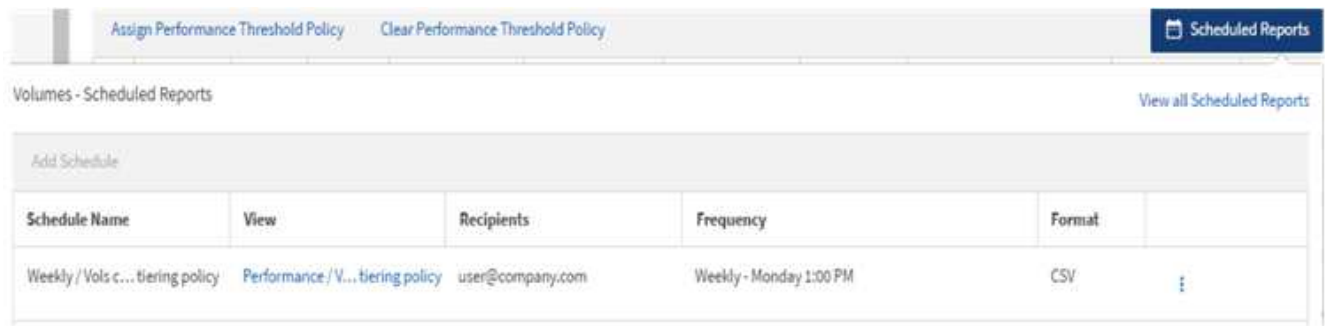 Assign Performance Threshold Policy Clear Performance Threshold Policy Scheduled Reports
Volumes - Scheduled Reports View all Scheduled Reports
Add Schedule
Schedule Name View Recipients Frequency Format
Weekly / Vols c... tiering policy Performance / V... tiering policy user@company.com Weekly - Monday 1:00 PM CSV